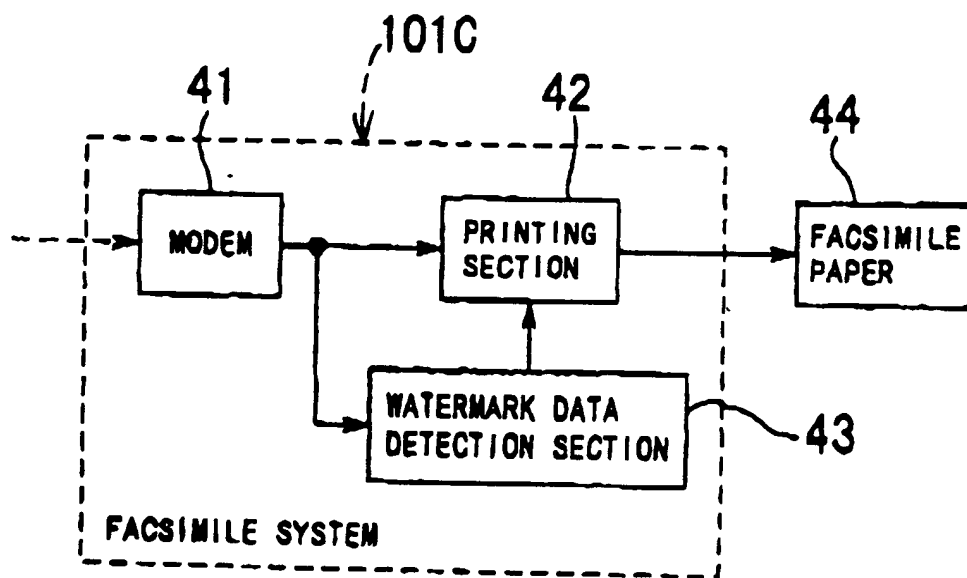 101C
41
42
44
MODEM
PRINTING
SECTION
FACSIMILE
PAPER
WATERMARK DATA
DETECTION SECTION
43
FACSIMILE SYSTEM